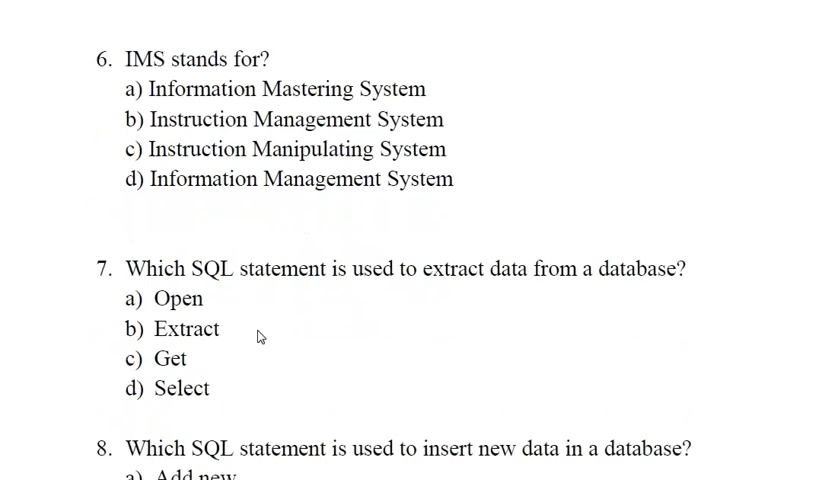 6. IMS stands for?
a) Information Mastering System
b) Instruction Management System
c) Instruction Manipulating System
d) Information Management System
7. Which SQL statement is used to extract data from a database?
a) Open
b) Extract
c) Get
d) Select
8. Which SQL statement is used to insert new data in a database?
a) Add new